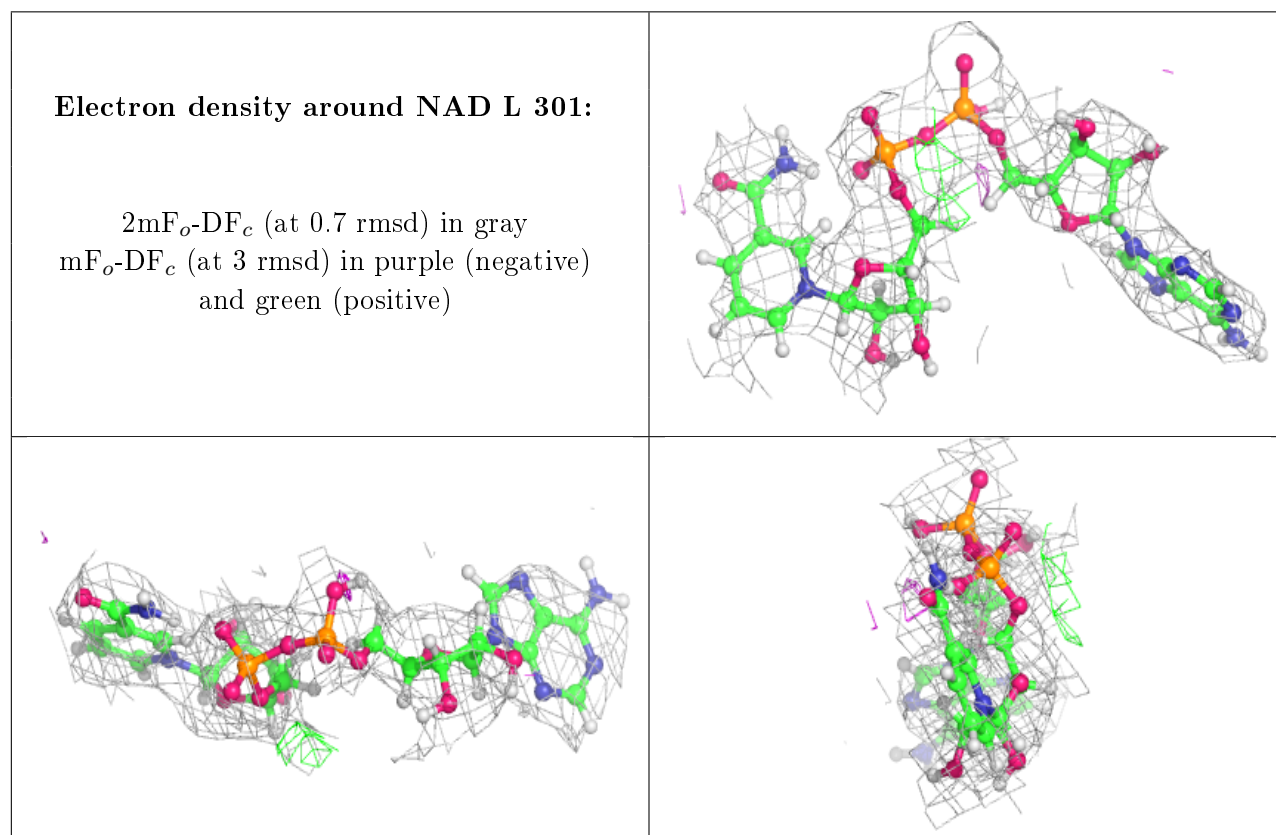 Electron density around NAD L 301:
2mFo-DFc (at 0.7 rmsd) in gray
mFo-DFc (at 3 rmsd) in purple (negative)
and green (positive)